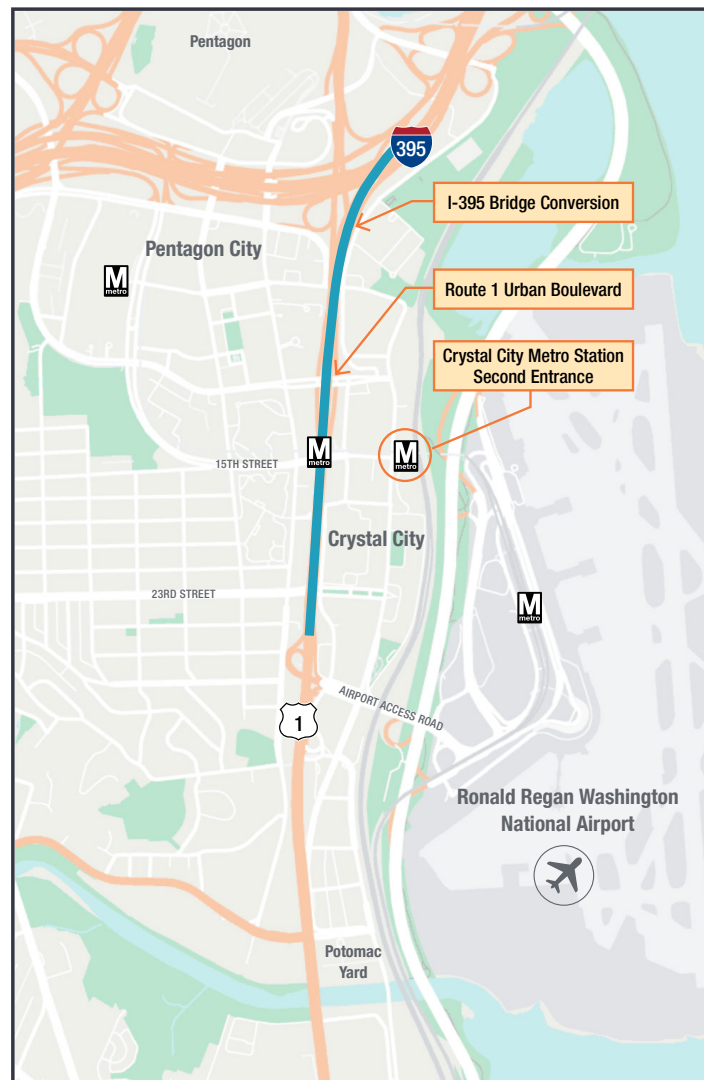 Pentagon
395
I-395 Bridge Conversion
Pentagon City
M
metro
Route 1 Urban Boulevard
Crystal City Metro Station
Second Entrance
M
metro
M
metro
15TH STREET
Crystal City
23RD STREET
M
metro
AIRPORT ACCESS ROAD
1
Ronald Regan Washington
National Airport
Potomac
Yard